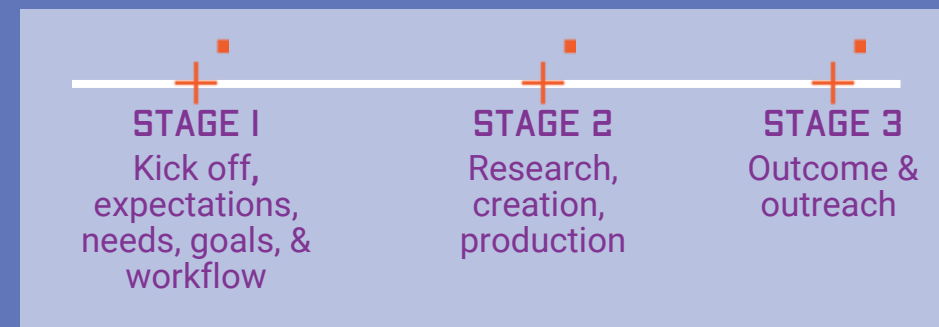 STAGE 1
Kick off,
expectations,
needs, goals, &
workflow
STAGE 2
Research,
creation,
production
STAGE 3
Outcome &
outreach